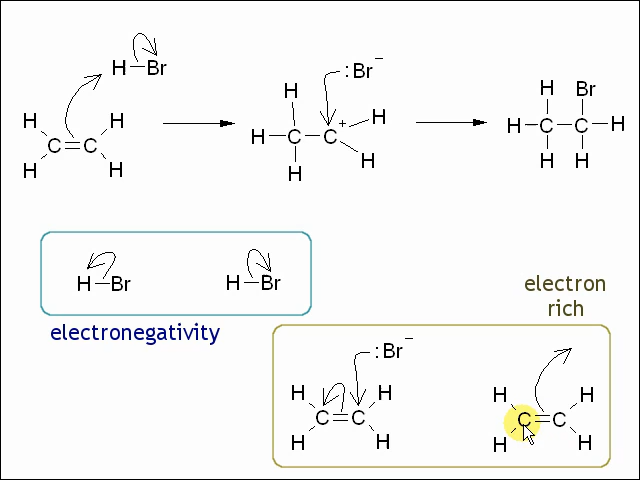 H–Br
H H
C=C
H H
H
:Br⁻
H
H–C–C+
H
H
H Br
H–C–C–H
H H
H–Br H–Br
electronegativity
electron
rich
:Br⁻
H H
C=C
H H
H H
C=C
H H